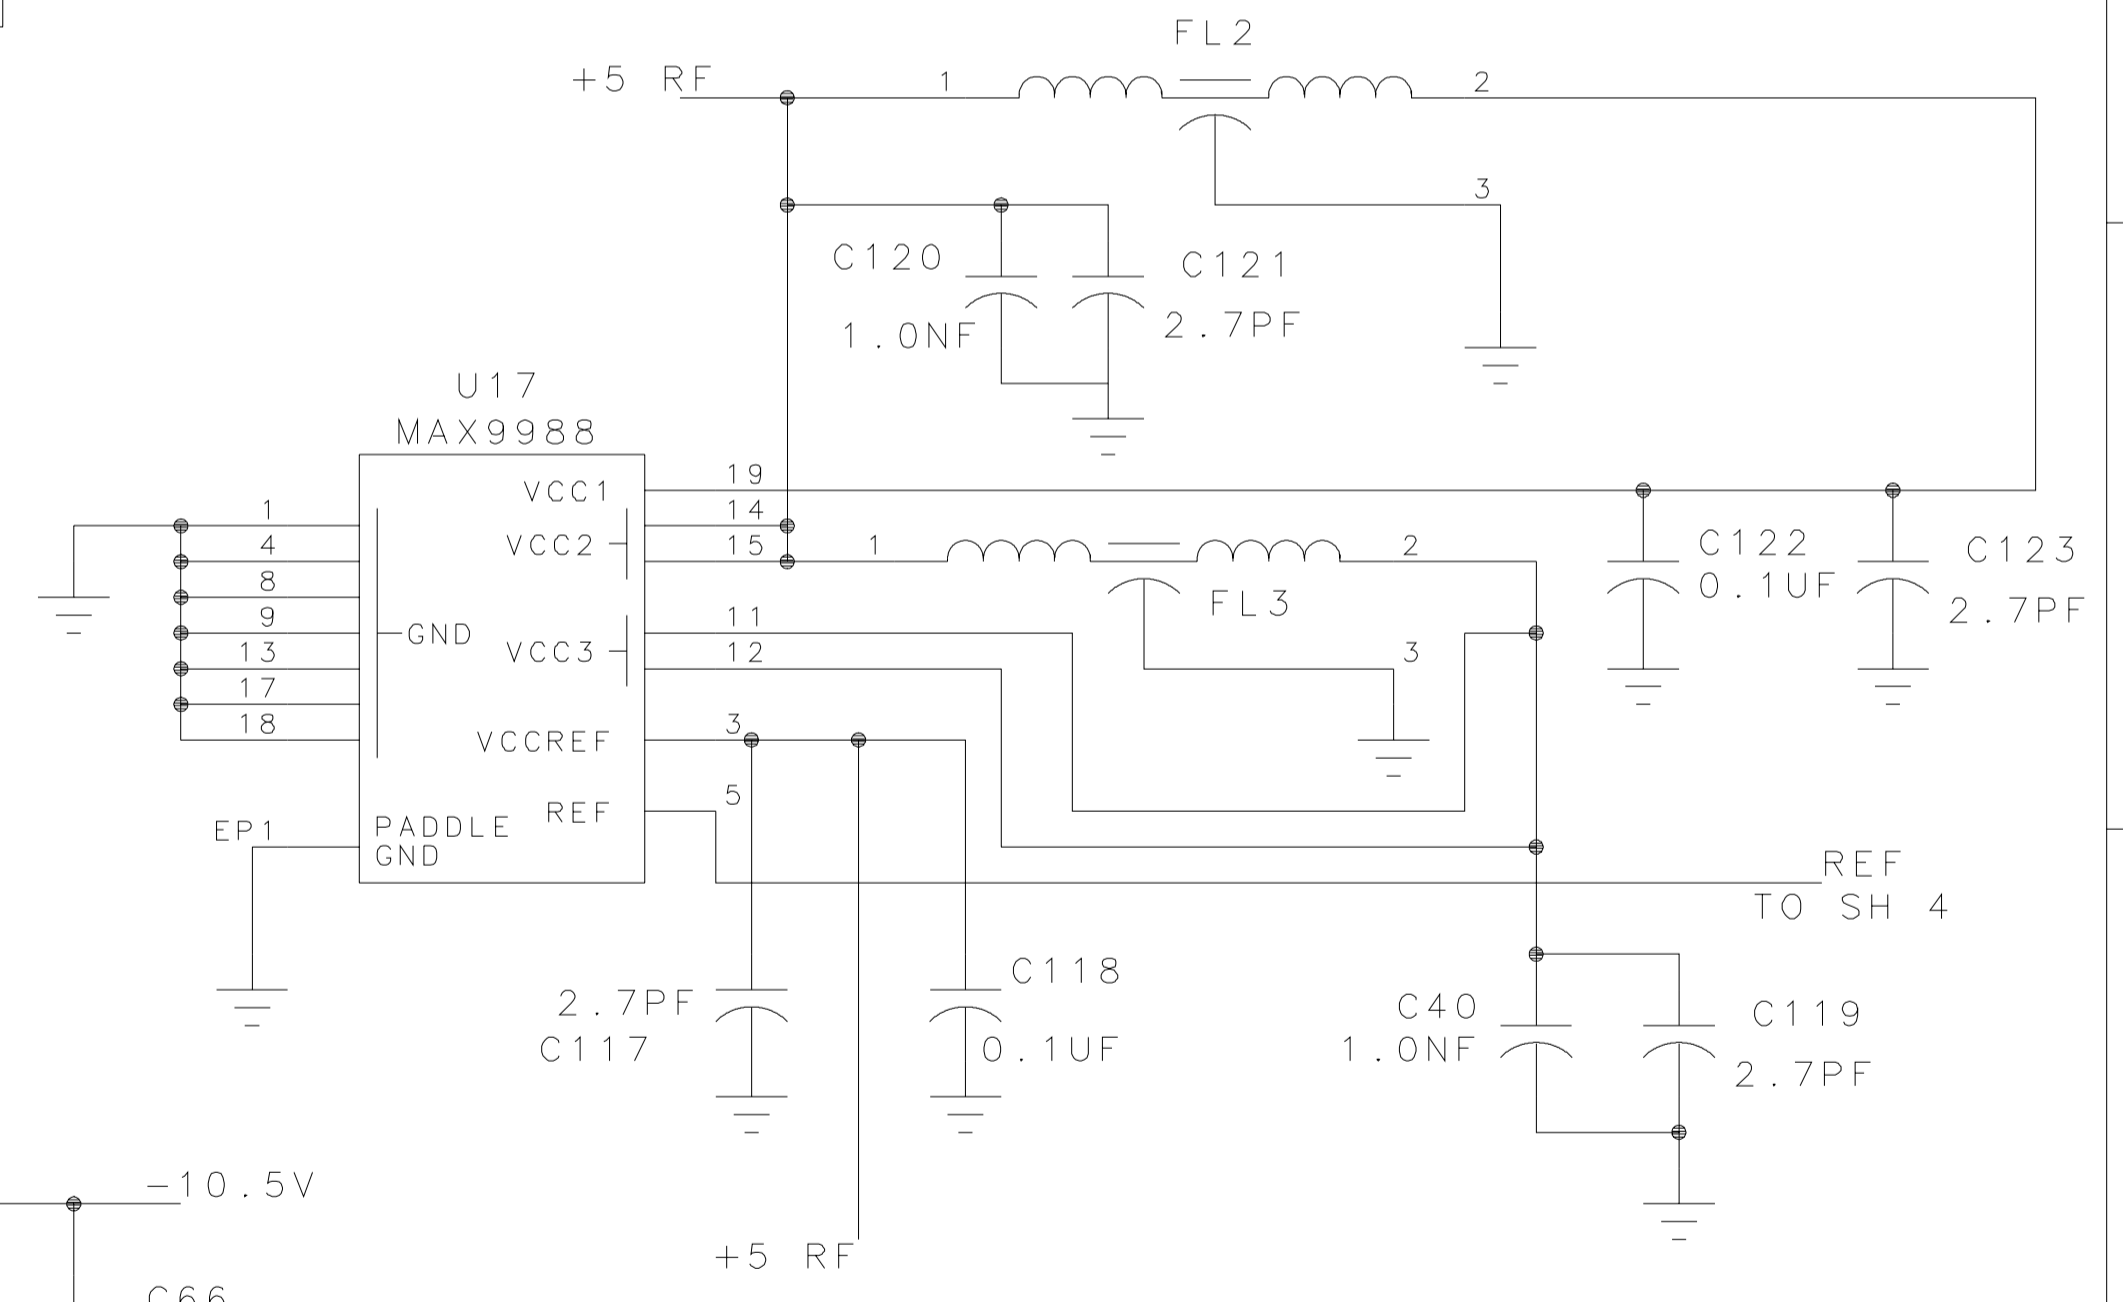 FL2
+5 RF
1
2
3
C120
1.0NF
C121
2.7PF
U17
MAX9988
VCC1
19
14
VCC2
15
1
2
FL3
3
VCC3
11
12
VCCREF
3
REF
5
1
4
8
9
13
17
18
GND
EP1
PADDLE
GND
C122
0.1UF
C123
2.7PF
REF
TO SH 4
2.7PF
C117
C118
0.1UF
C40
1.0NF
C119
2.7PF
-10.5V
+5 RF
C66